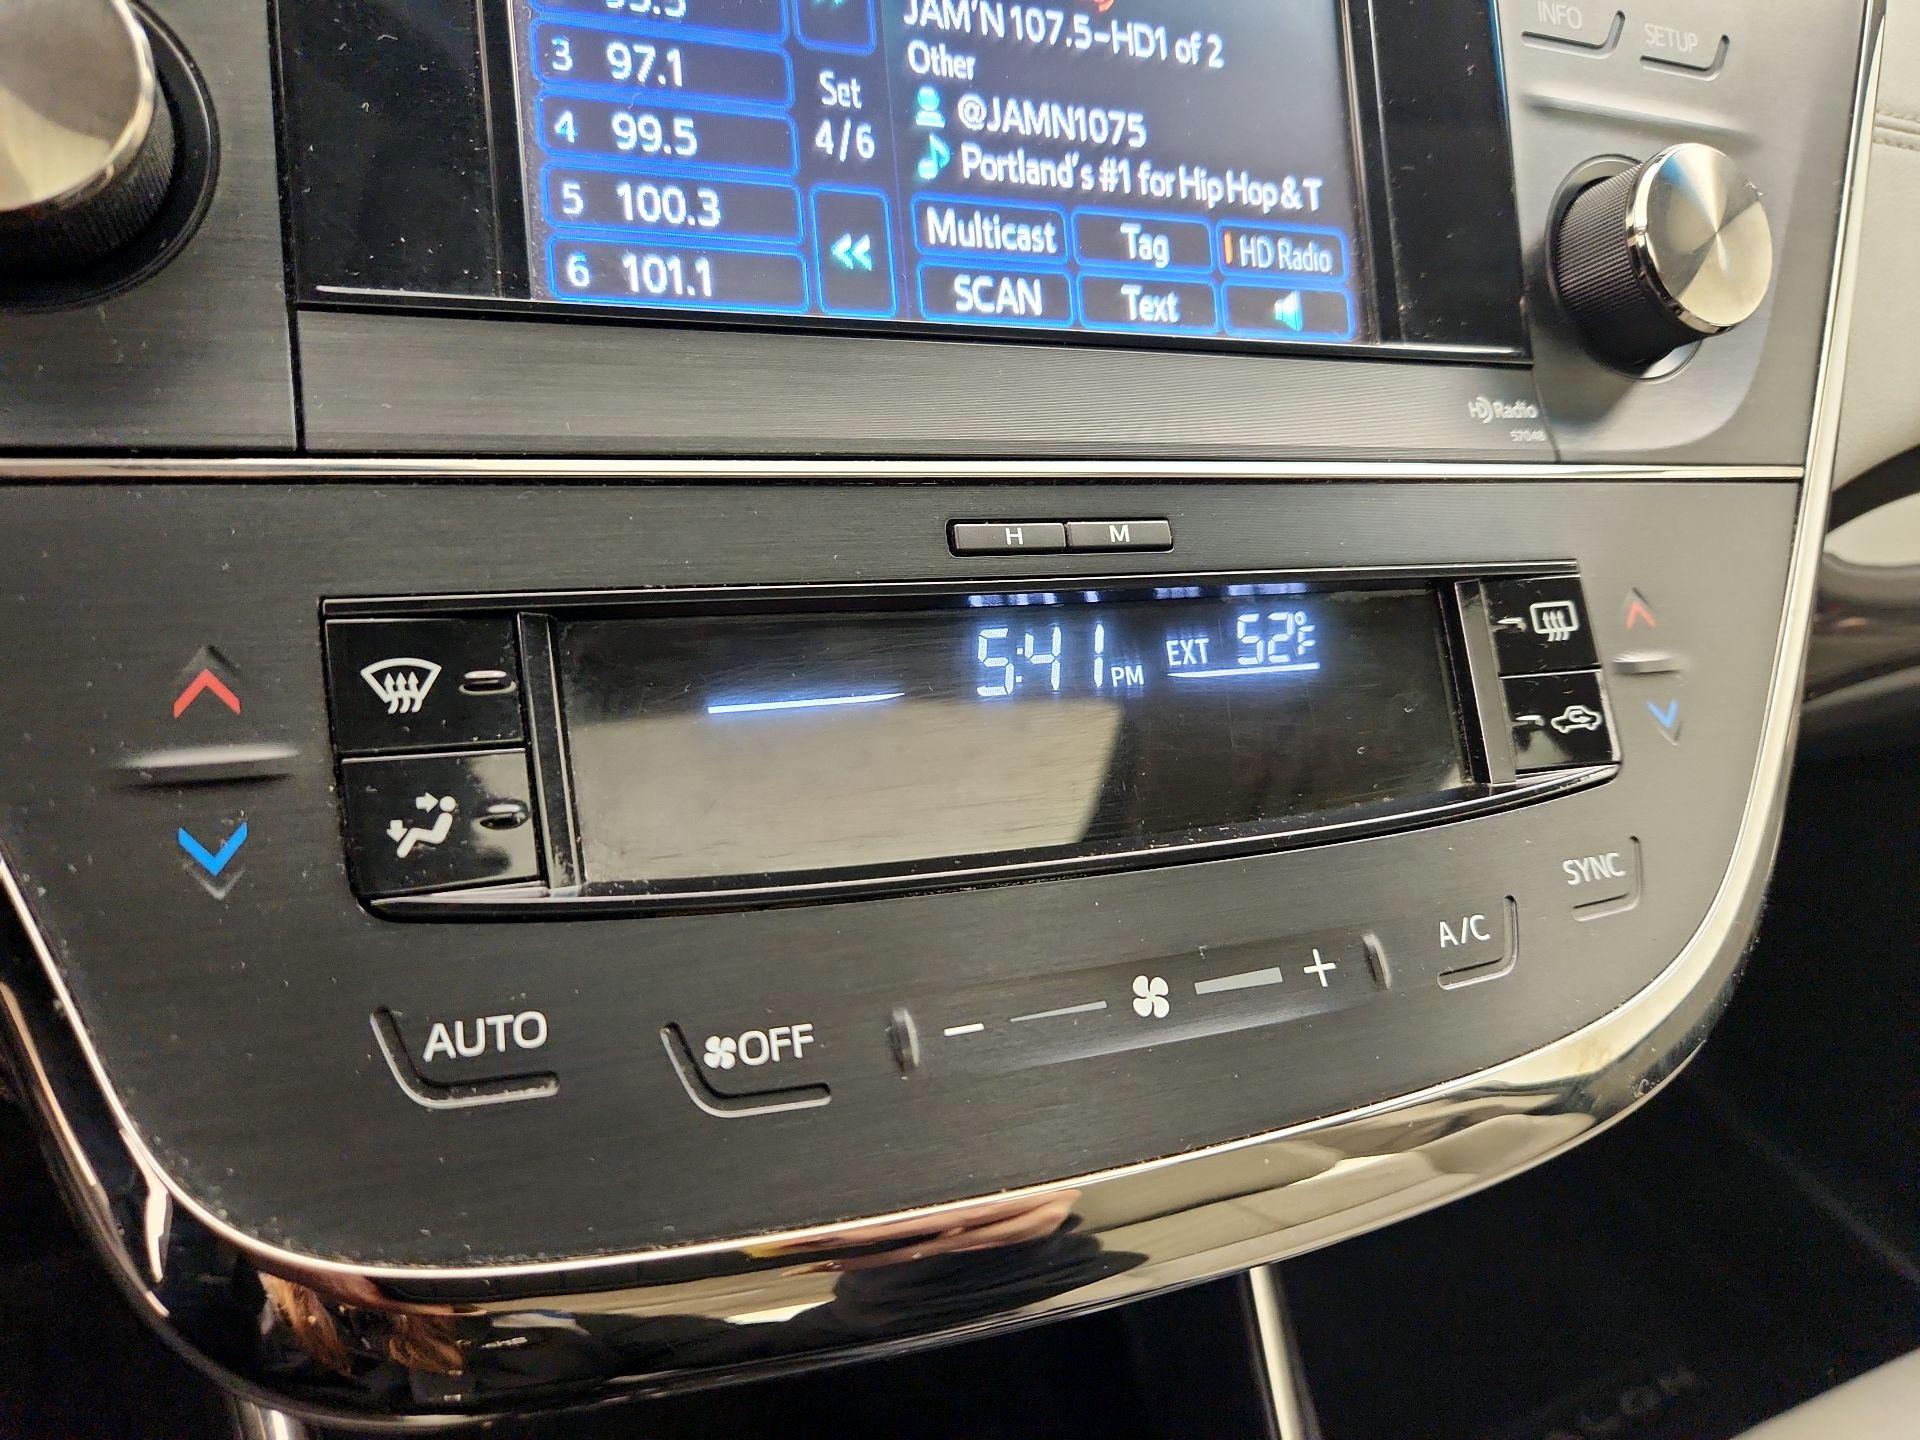 JAM'N 107.5-HD1 of 2
Other
@JAMN1075
Portland's #1 for Hip Hop & T
3 97.1
4 99.5
5 100.3
6 101.1
Set
4/6
Multicast
Tag
HD Radio
SCAN
Text
INFO
SETUP
HD Radio
57048
H
M
5:41 PM
EXT 52°F
AUTO
OFF
- +
A/C
SYNC